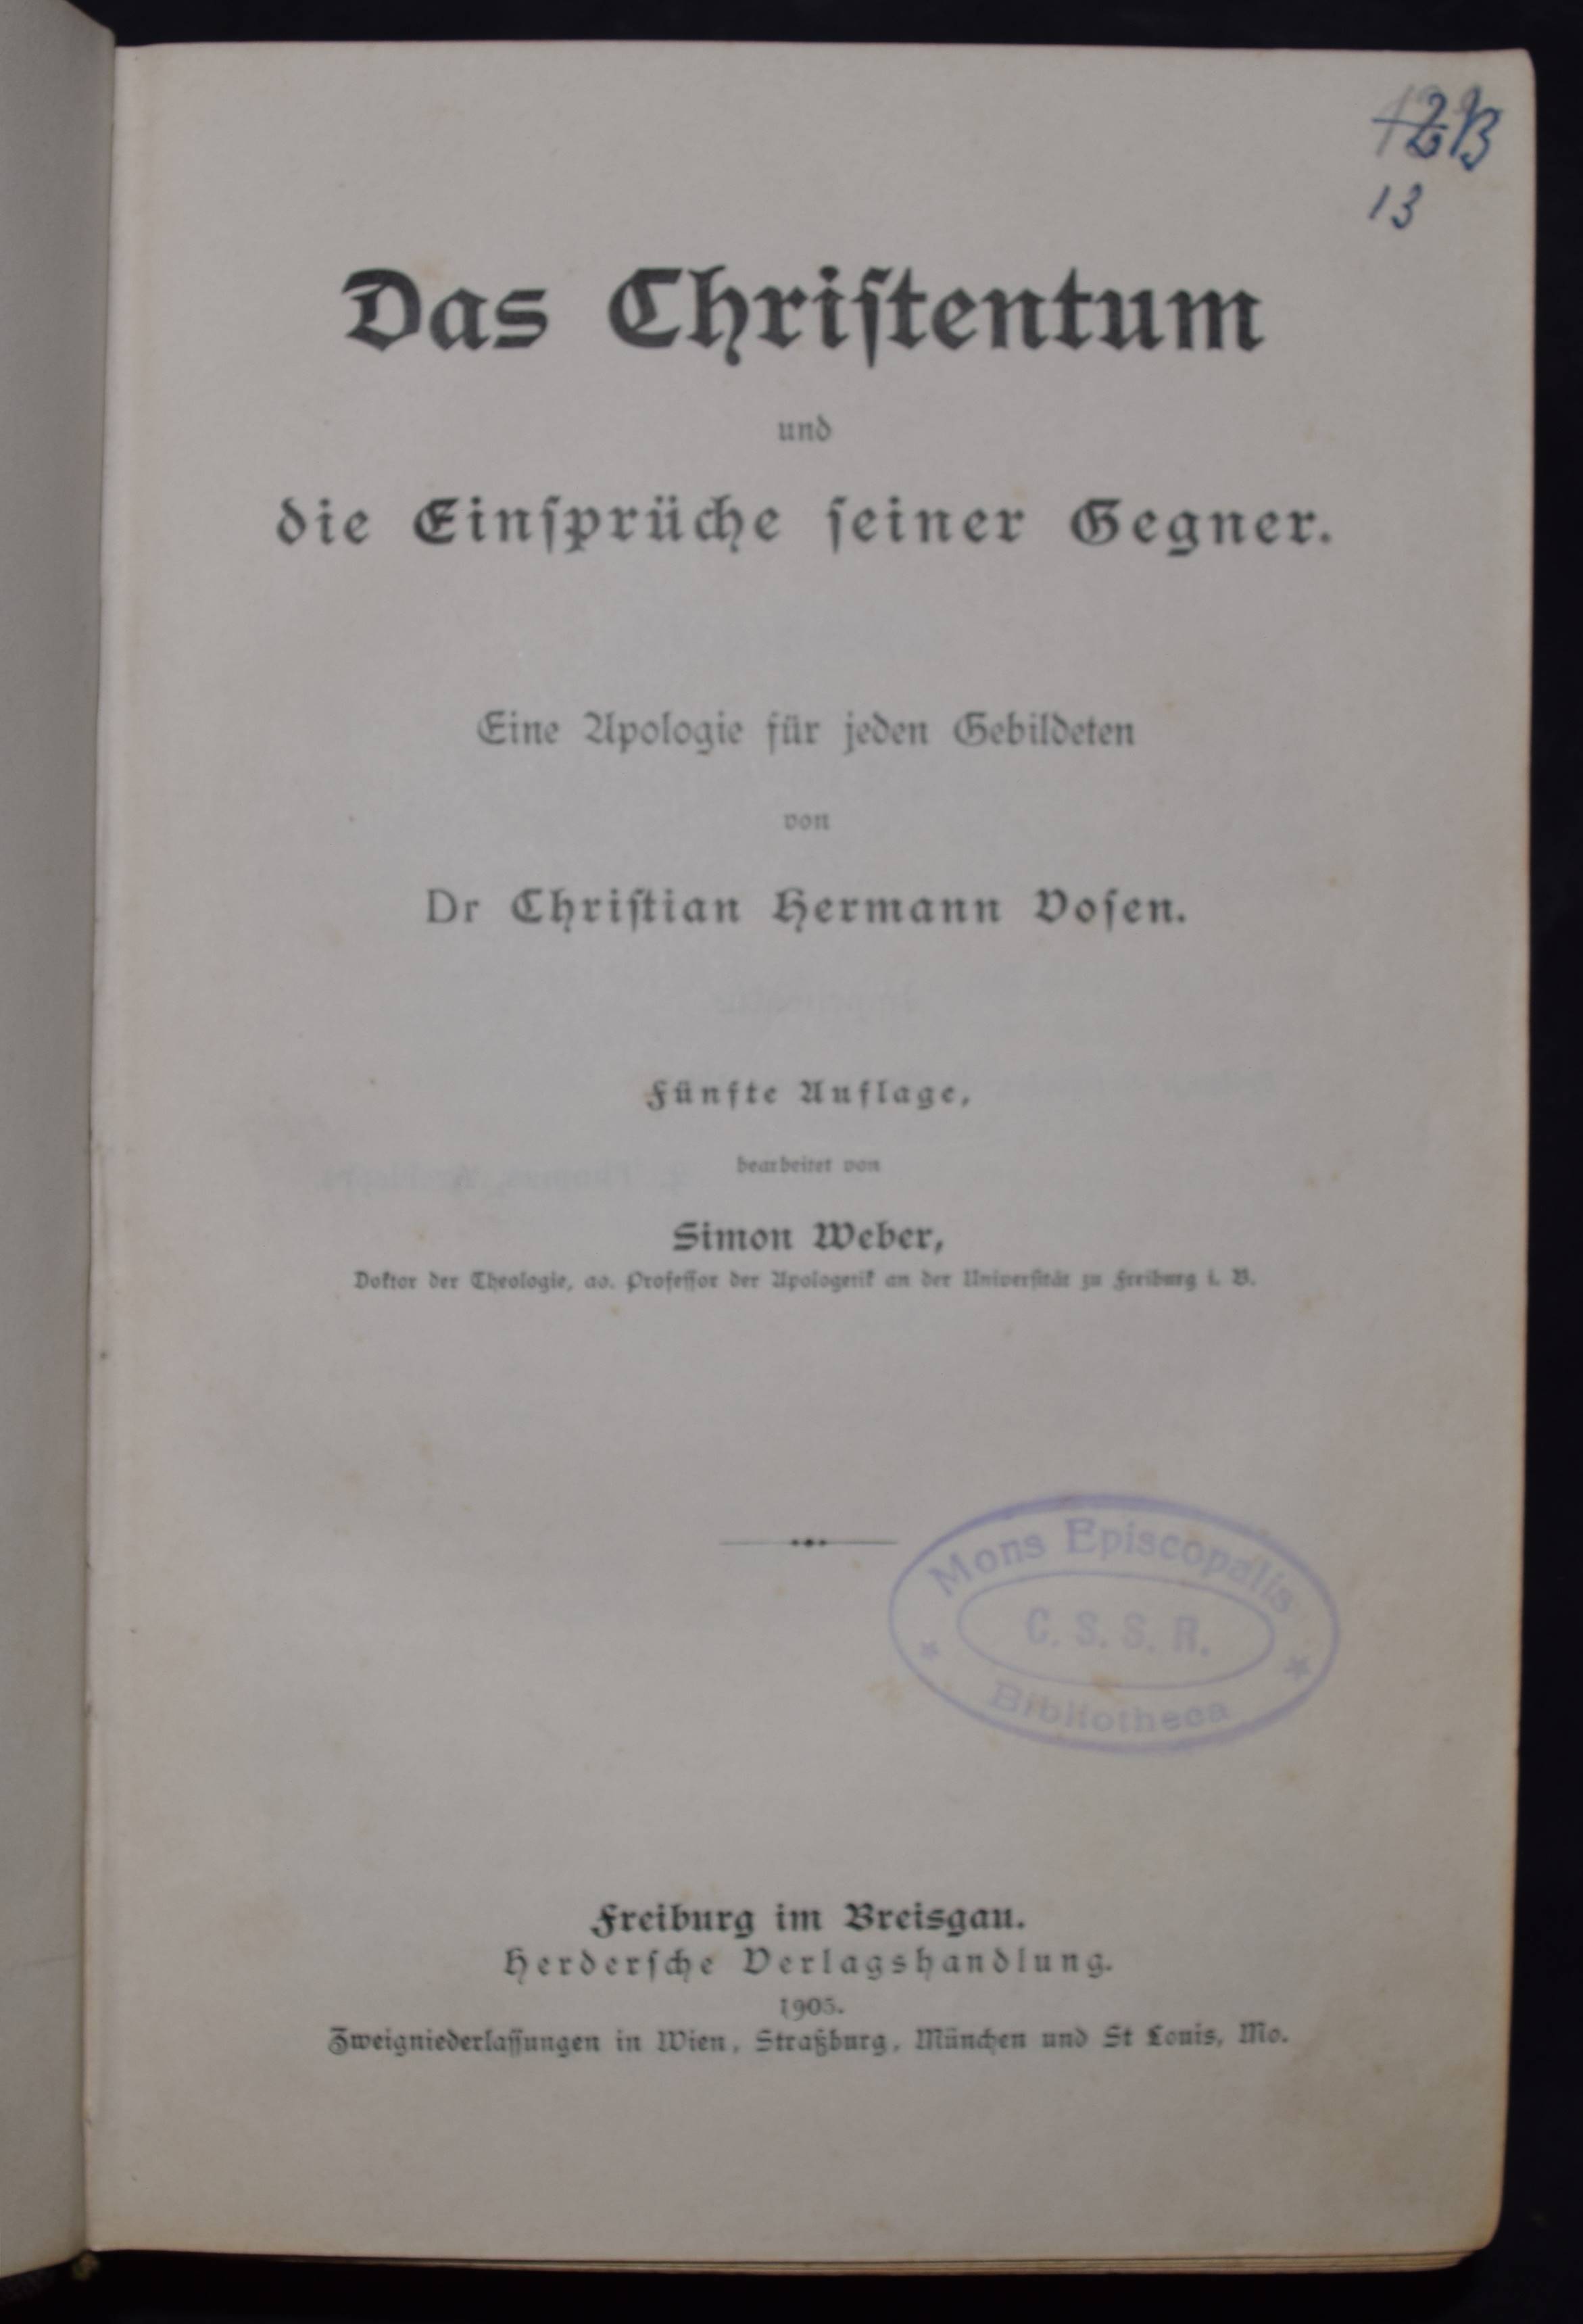 13
Das Christentum
und
die Einsprüche seiner Gegner.
Eine Apologie für jeden Gebildeten
von
Dr Christian Hermann Vosen.
Fünfte Auflage,
bearbeitet von
Simon Weber,
Doktor der Theologie, ao. Professor der Apologetik an der Universität zu Freiburg i. B.
Mons Episcopalis
C. S. S. R.
Bibliotheca
Freiburg im Breisgau.
Herdersche Verlagshandlung.
1905.
Zweigniederlassungen in Wien, Straßburg, München und St Louis, Mo.